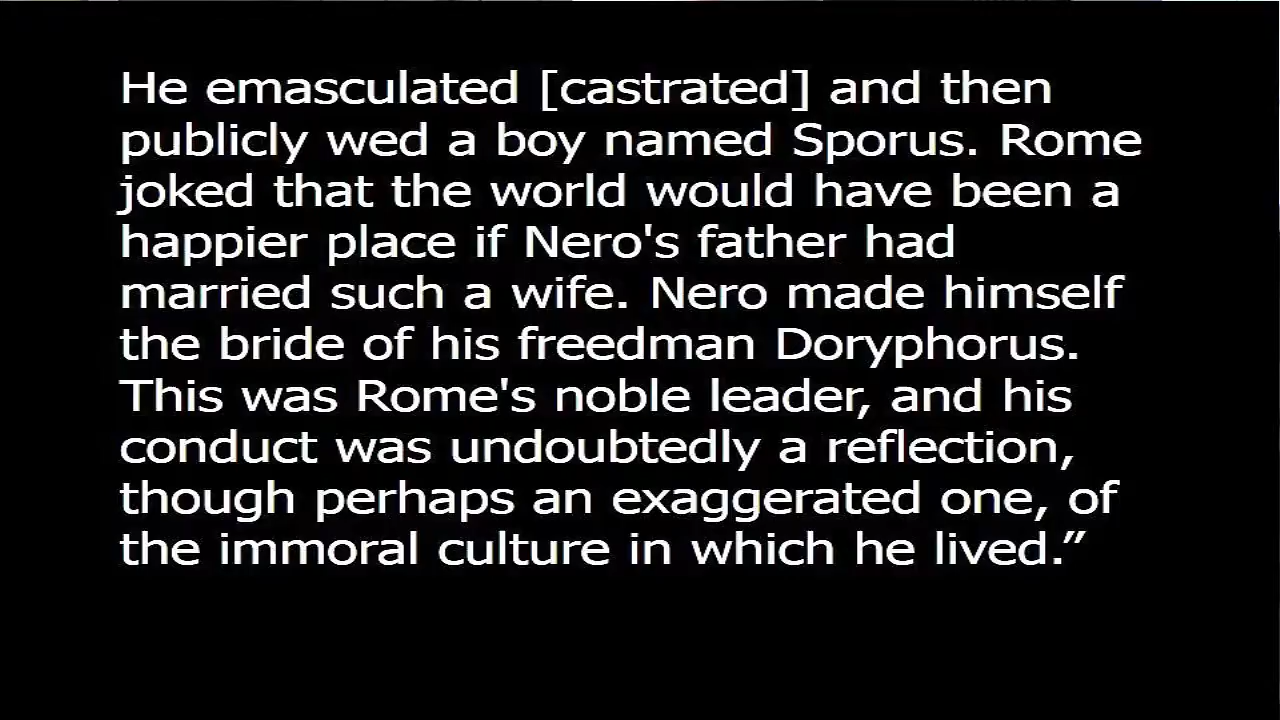 He emasculated [castrated] and then
publicly wed a boy named Sporus. Rome
joked that the world would have been a
happier place if Nero's father had
married such a wife. Nero made himself
the bride of his freedman Doryphorus.
This was Rome's noble leader, and his
conduct was undoubtedly a reflection,
though perhaps an exaggerated one, of
the immoral culture in which he lived.”